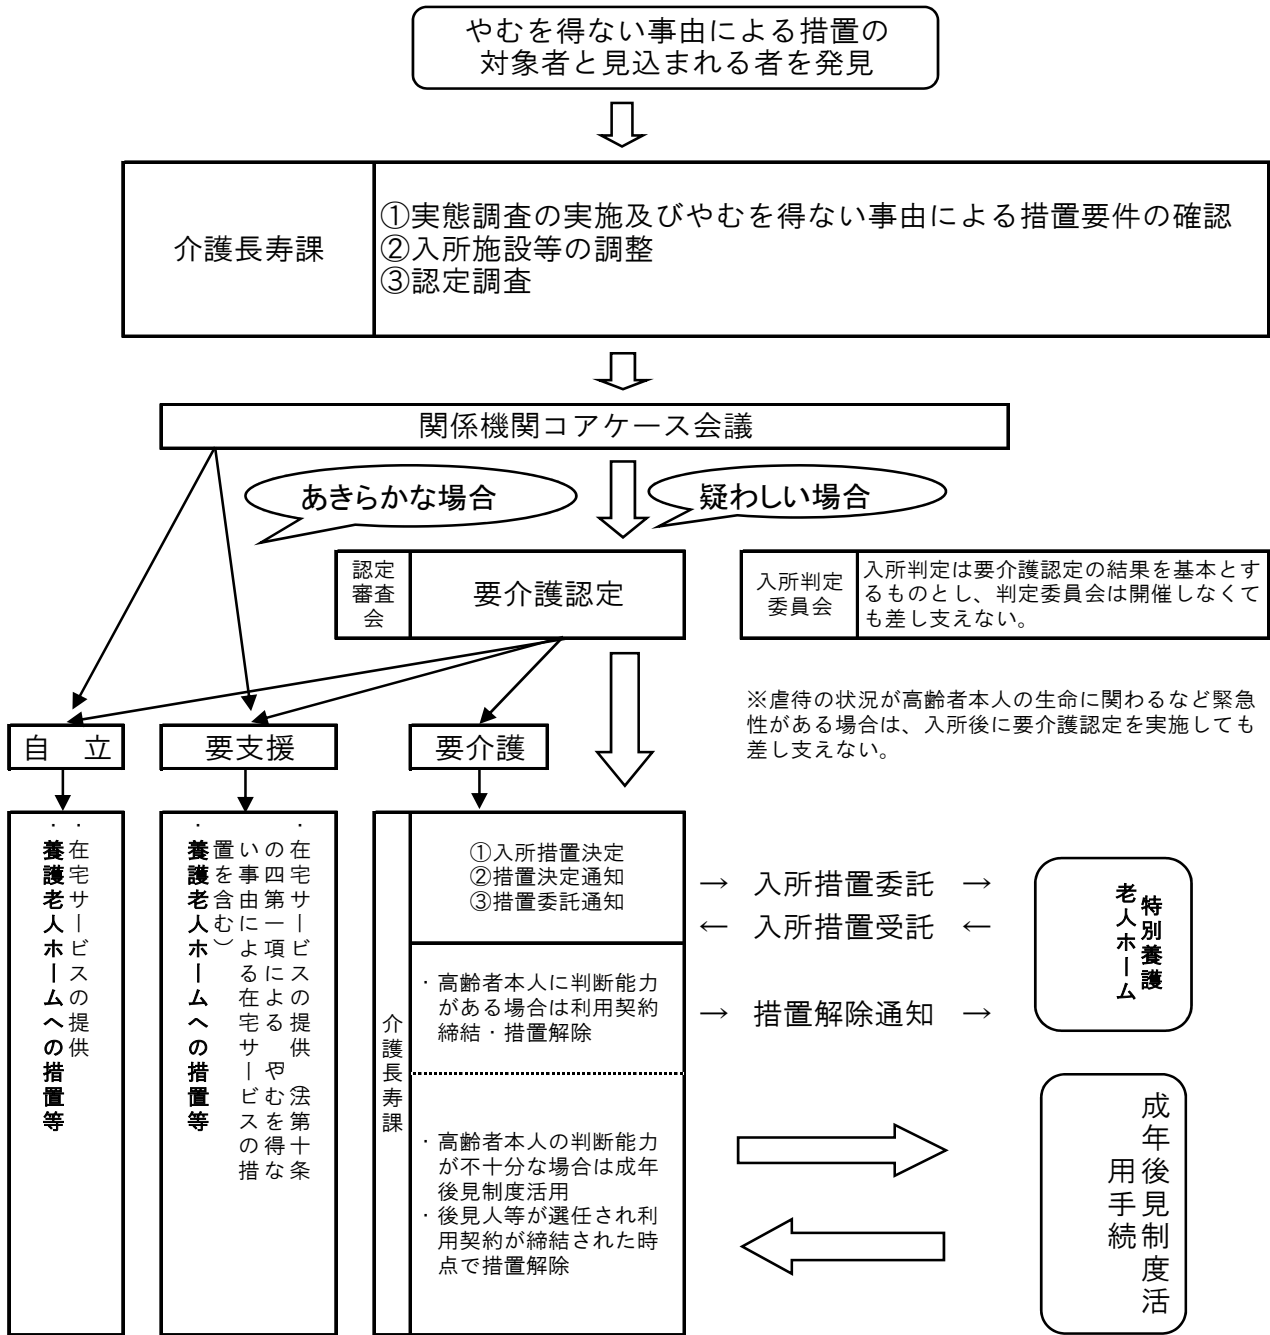 やむを得ない事由による措置の
対象者と見込まれる者を発見
介護長寿課
①実態調査の実施及びやむを得ない事由による措置要件の確認
②入所施設等の調整
③認定調査
関係機関コアケース会議
あきらかな場合
疑わしい場合
認定
審査
会
要介護認定
入所判定
委員会
入所判定は要介護認定の結果を基本とす
るものとし、判定委員会は開催しなくて
も差し支えない。
※虐待の状況が高齢者本人の生命に関わるなど緊急
性がある場合は、入所後に要介護認定を実施しても
差し支えない。
自 立
要支援
要介護
・在宅サービスの提供
・養護老人ホームへの措置等
・在宅サービスの提供（法第十条
の四第一項による『やむを得な
い事由による在宅サービスの措
置を含む）
・養護老人ホームへの措置等
介護長寿課
①入所措置決定
②措置決定通知
③措置委託通知
・高齢者本人に判断能力
がある場合は利用契約
締結・措置解除
・高齢者本人の判断能力
が不十分な場合は成年
後見制度活用
・後見人等が選任され利
用契約が締結された時
点で措置解除
→ 入所措置委託 →
← 入所措置受託 ←
→ 措置解除通知 →
特別養護
老人ホーム
成年後見制度活
用手続